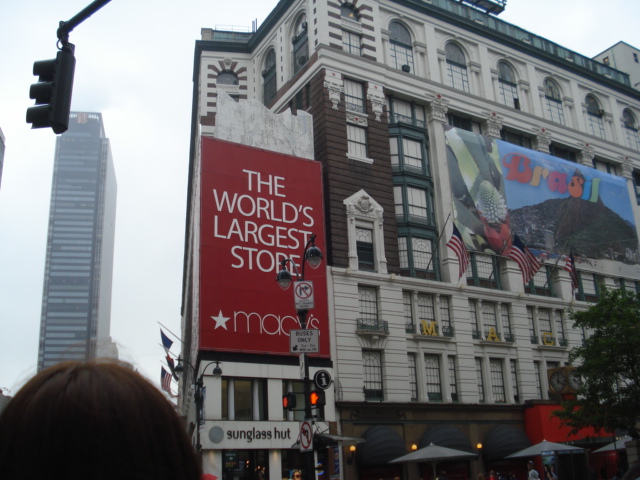 THE
WORLD'S
LARGEST
STORE
★macy's
Brasil
BUSES
ONLY
i
sunglass hut
M A